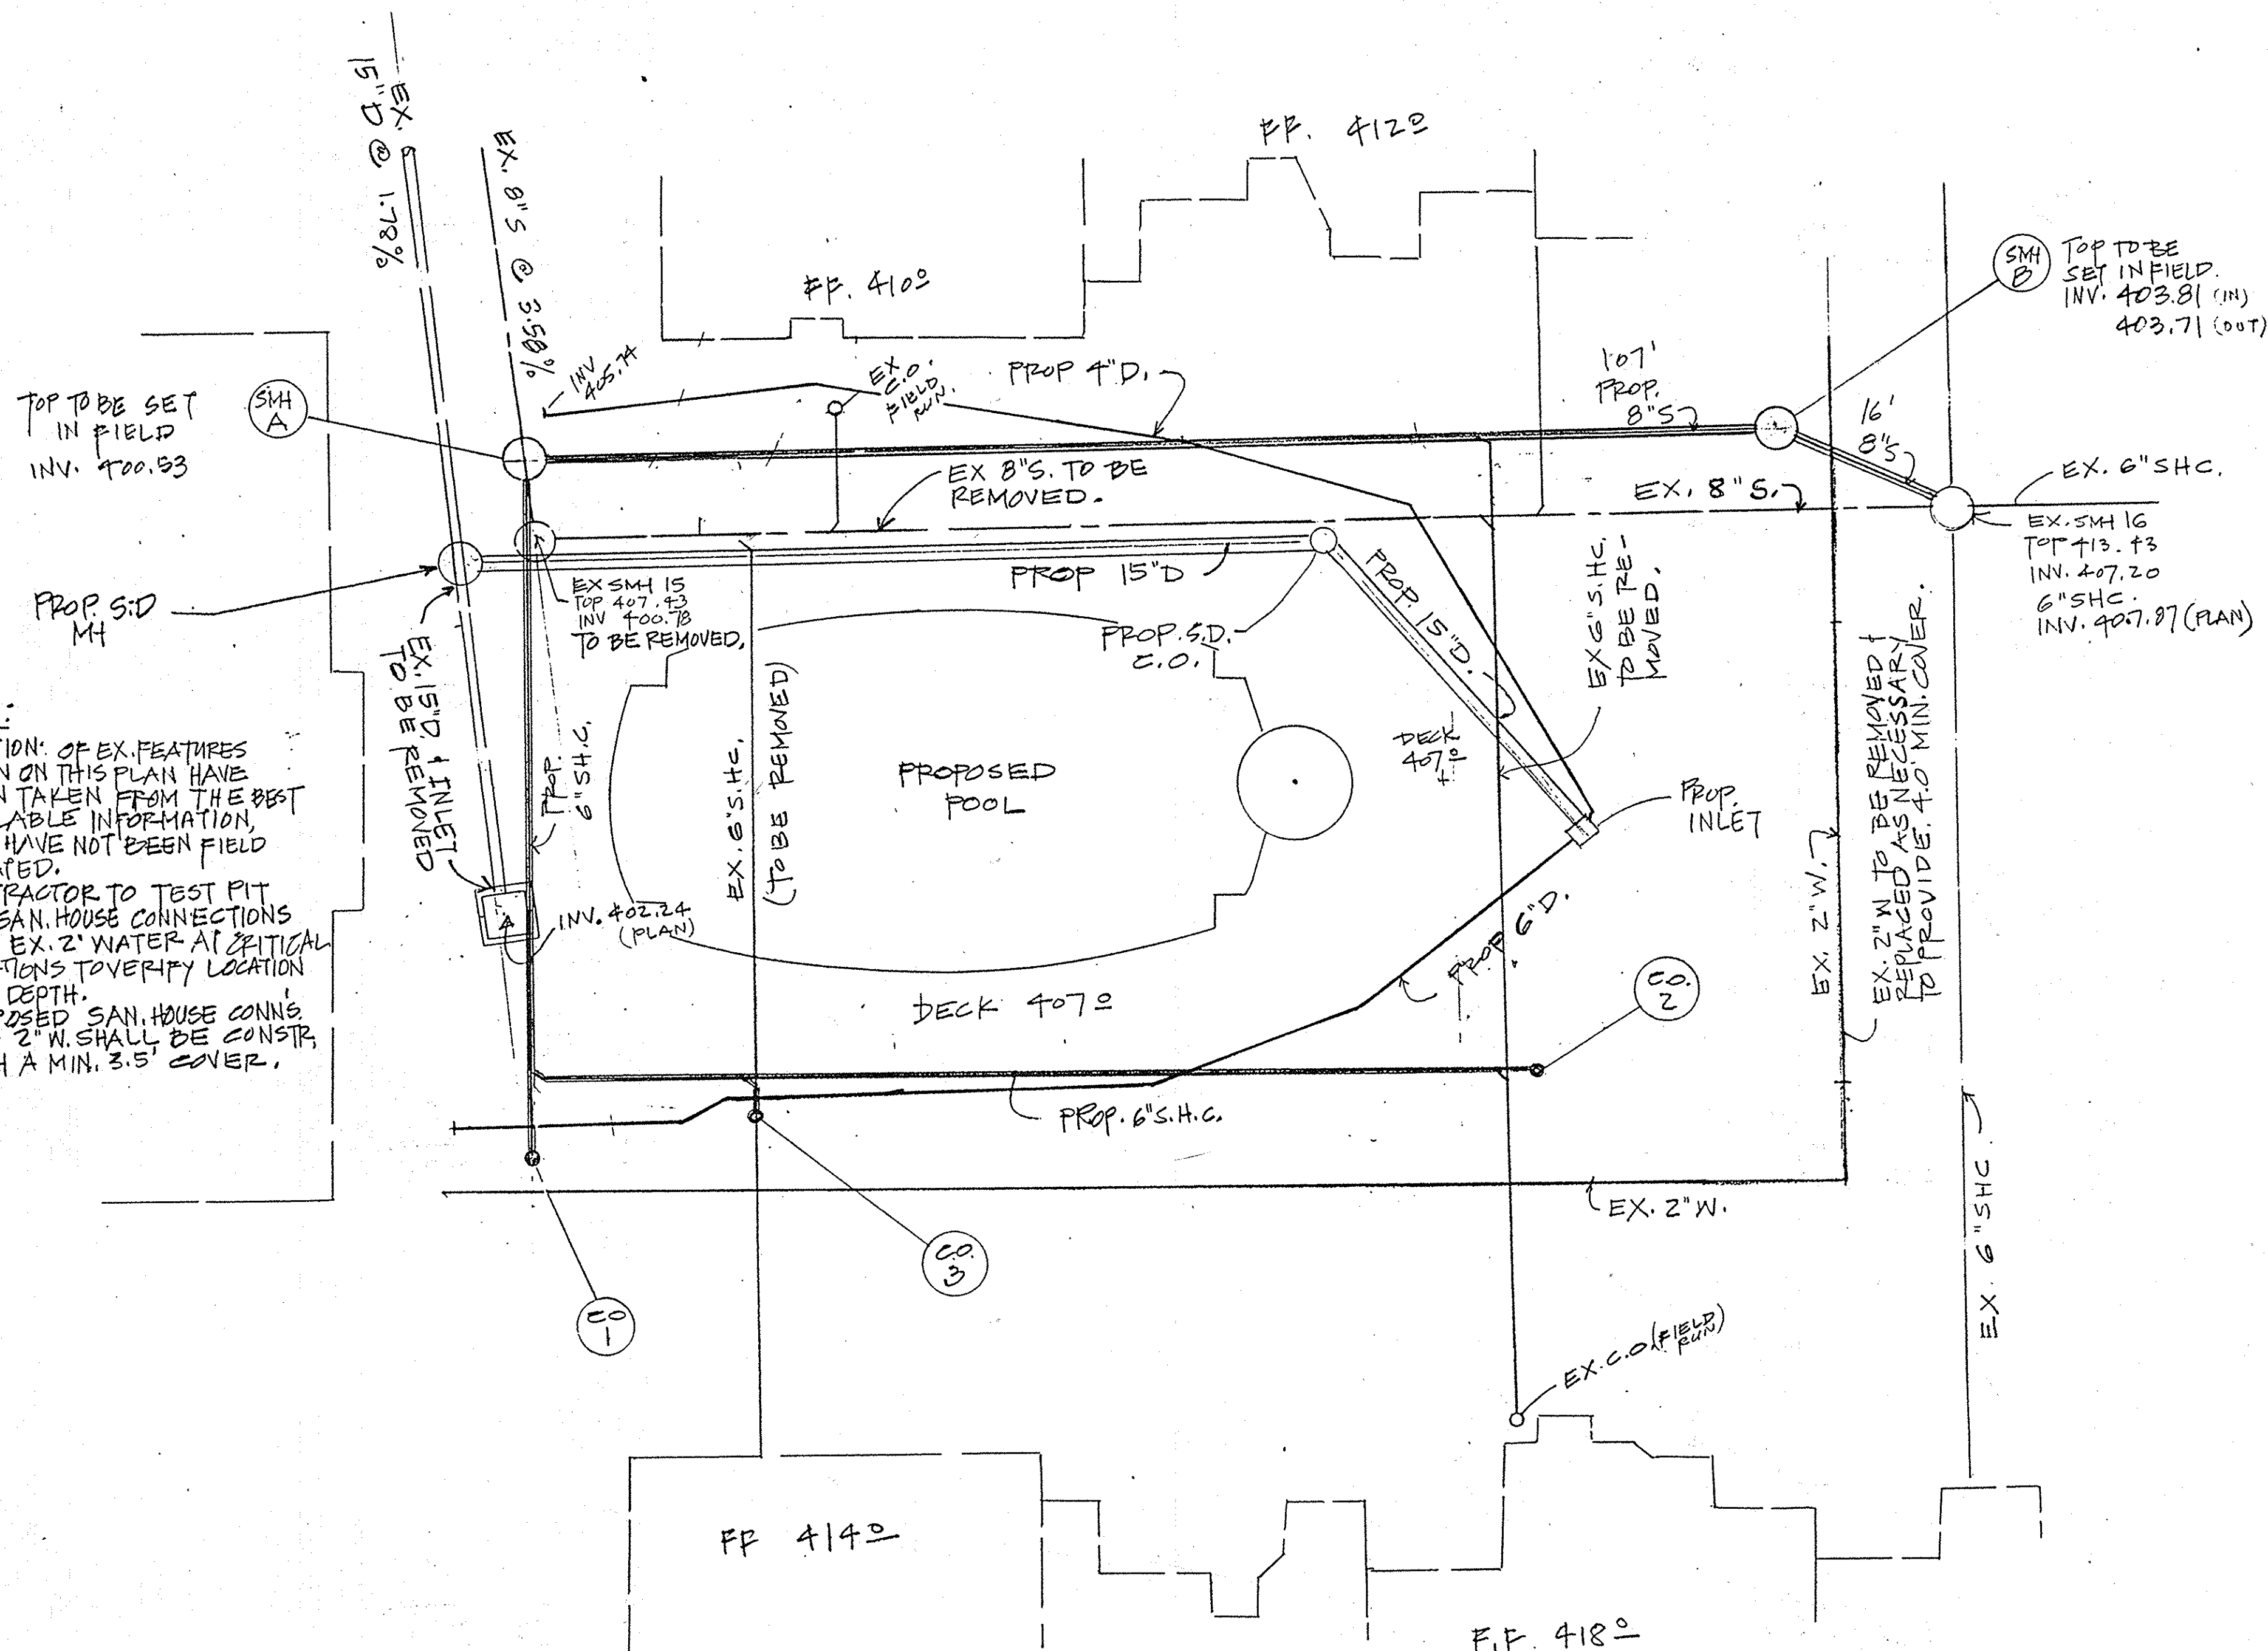 EX.
15"D @ 1.78%
EX. 8"S @ 3.58%
FF. 412º
FF. 410º
SMH
B
TOP TO BE
SET IN FIELD.
INV. 403.81 (IN)
403.71 (OUT)
TOP TO BE SET
IN FIELD
INV. 400.53
SMH
A
INV
405.74
EX.
C.O.
FIELD
RUN.
PROP 4"D.
107'
PROP.
8"S
16'
8"S
EX 8"S. TO BE
REMOVED.
EX. 8"S.
EX. 6"SHC.
EX. SMH 16
TOP 413.43
INV. 407.20
6"SHC.
INV. 407.87 (PLAN)
PROP. S.D
MH
EX SMH 15
TOP 407.43
INV 400.78
TO BE REMOVED.
PROP 15"D
PROP. S.D.
C.O.
PROP. 15"D.
EX 6"S.HC.
TO BE RE-
MOVED.
EX. 15"D. & INLET
TO BE REMOVED
PROP.
6"SH.C.
EX. 6"S.HC.
(TO BE REMOVED)
PROPOSED
POOL
DECK
407º
±
PROP.
INLET
EX. 2"W.
EX. 2"W TO BE REMOVED &
REPLACED AS NECESSARY
TO PROVIDE 4.0' MIN. COVER.
TION OF EX. FEATURES
N ON THIS PLAN HAVE
N TAKEN FROM THE BEST
LABLE INFORMATION,
HAVE NOT BEEN FIELD
ATED.
TRACTOR TO TEST PIT
SAN. HOUSE CONNECTIONS
EX. 2" WATER AT CRITICAL
TIONS TO VERIFY LOCATION
DEPTH.
POSED SAN. HOUSE CONN'S.
2"W. SHALL BE CONSTR.
H A MIN. 3.5' COVER.
INV. 402.24
(PLAN)
PROP. 6"D.
DECK 407º
C.O.
2
PROP. 6"S.H.C.
EX. 2"W.
EX. 6"SHC
C.O.
3
CO
1
EX. C.O. (FIELD
RUN)
FF 414º
F.F. 418º